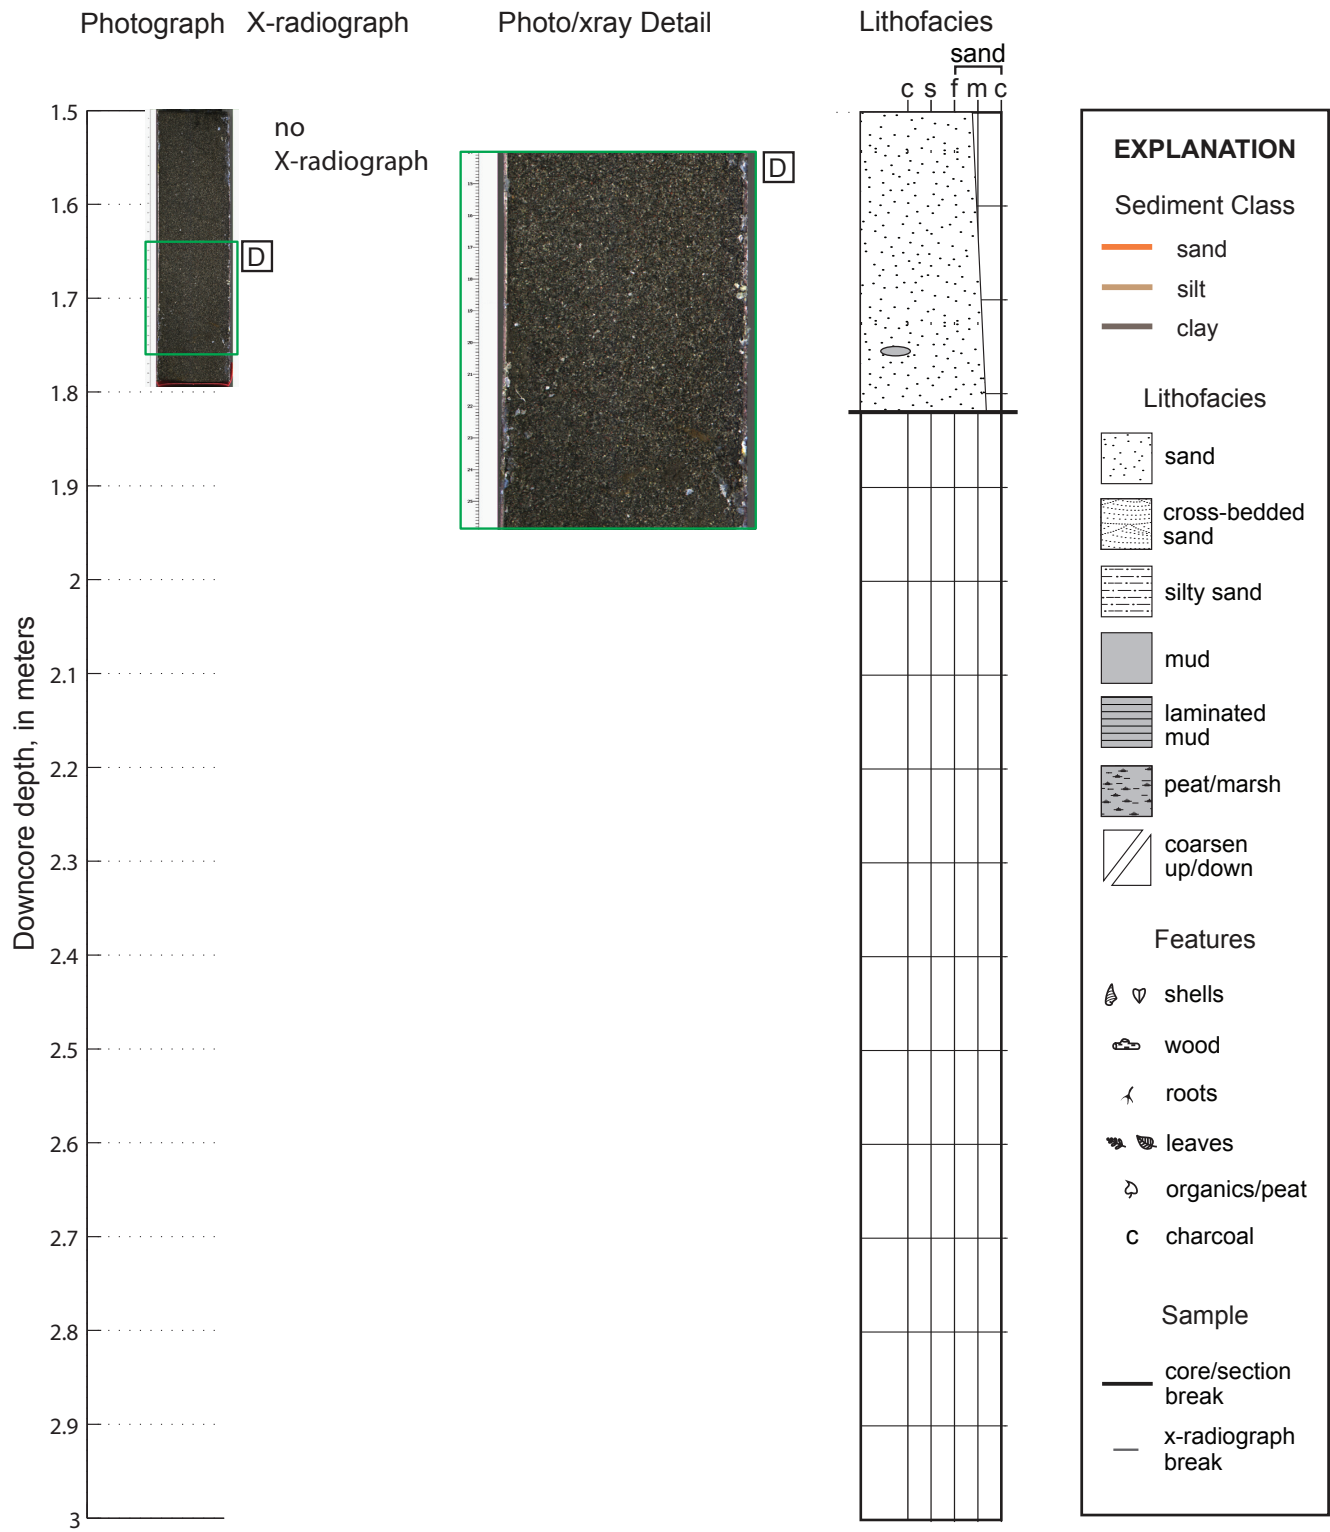 Photograph X-radiograph Photo/xray Detail Lithofacies
sand
c s f m c
1.5
1.6
1.7
1.8
1.9
2
2.1
2.2
2.3
2.4
2.5
2.6
2.7
2.8
2.9
3
Downcore depth, in meters
no
X-radiograph
D
D
EXPLANATION
Sediment Class
sand
silt
clay
Lithofacies
sand
cross-bedded
sand
silty sand
mud
laminated
mud
peat/marsh
coarsen
up/down
Features
shells
wood
roots
leaves
organics/peat
c charcoal
Sample
core/section
break
x-radiograph
break